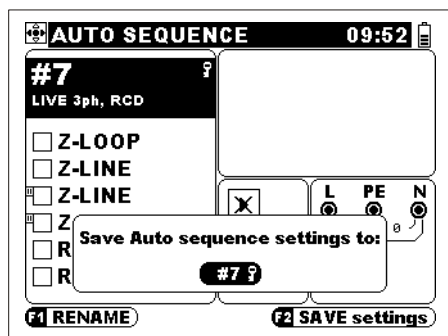 AUTO SEQUENCE 09:52
#7
LIVE 3ph, RCD
Z-LOOP
Z-LINE
Z-LINE
Z
R
R
L PE N
Save Auto sequence settings to:
#7
F1 RENAME
F2 SAVE settings